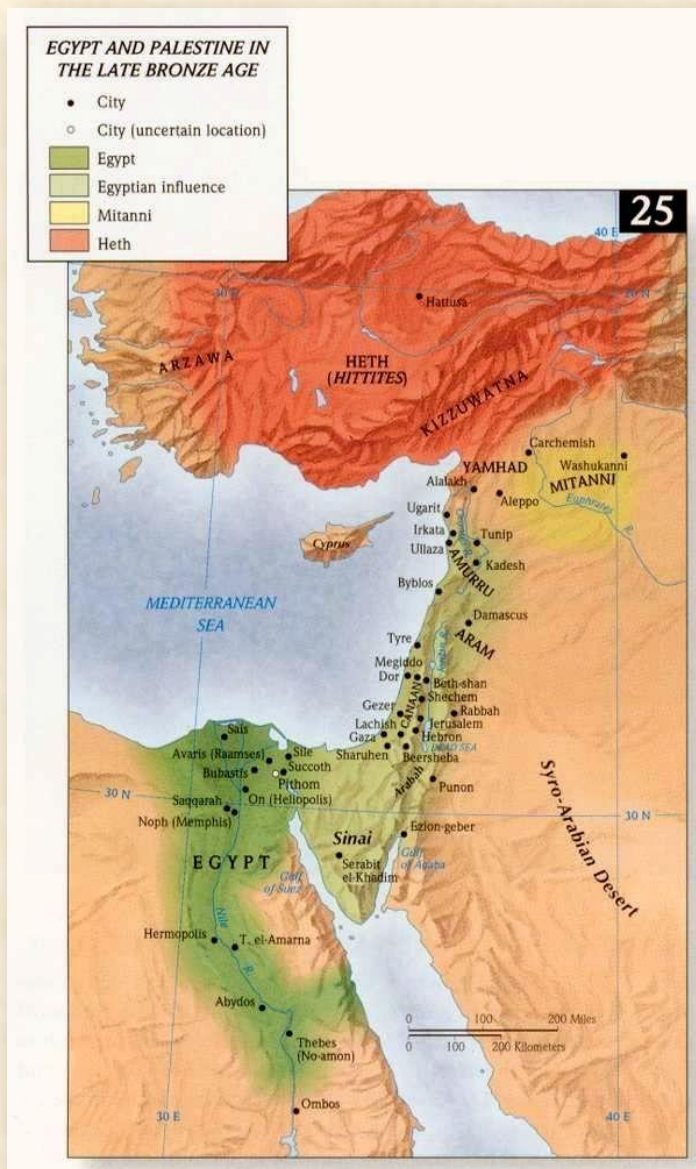 EGYPT AND PALESTINE IN
THE LATE BRONZE AGE
City
City (uncertain location)
Egypt
Egyptian influence
Mitanni
Heth
25
40 E
30 N
Hattusa
ARZAWA
HETH
(HITTITES)
KIZZUWATNA
Carchemish
YAMHAD
Washukanni
MITANNI
Alalakh
Aleppo
Euphrates R.
Ugarit
Irkata
Tunip
Ullaza
AMURRU
Cyprus
Kadesh
Byblos
MEDITERRANEAN
SEA
Damascus
ARAM
Tyre
Jordan R.
Megiddo
Dor
Beth-shan
CANAAN
Shechem
Gezer
Rabbah
Lachish
Jerusalem
Gaza
Hebron
DEAD SEA
Sharuhen
Beersheba
Arabah
Sais
Avaris (Raamses)
Sile
Bubastis
Succoth
Pithom
Punon
30 N
On (Heliopolis)
Saqqarah
Noph (Memphis)
30 N
Syro-Arabian Desert
Sinai
Ezion-geber
EGYPT
Serabit
el-Khadim
Gulf
of Aqaba
Gulf
of Suez
Nile
R.
Hermopolis
T. el-Amarna
Abydos
0 100 200 Miles
0 100 200 Kilometers
Thebes
(No-amon)
Ombos
30 E
40 E